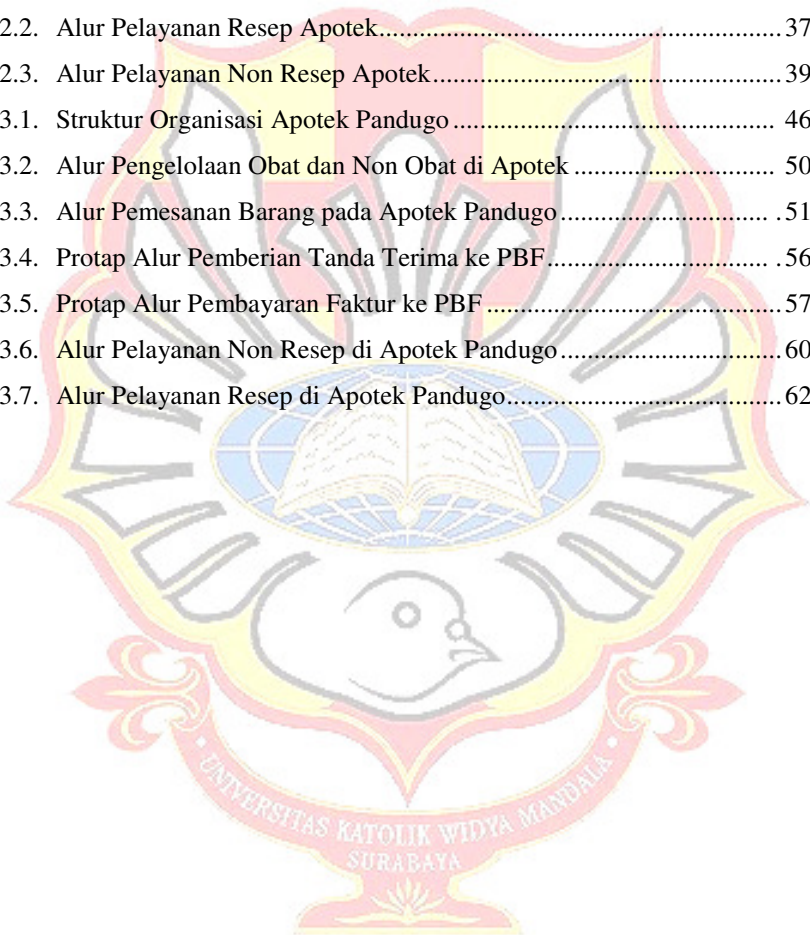 2.2. Alur Pelayanan Resep Apotek.................................................................... 37
2.3. Alur Pelayanan Non Resep Apotek........................................................... 39
3.1. Struktur Organisasi Apotek Pandugo ...................................................... 46
3.2. Alur Pengelolaan Obat dan Non Obat di Apotek .................................... 50
3.3. Alur Pemesanan Barang pada Apotek Pandugo .................................... . 51
3.4. Protap Alur Pemberian Tanda Terima ke PBF...................................... . 56
3.5. Protap Alur Pembayaran Faktur ke PBF .................................................. 57
3.6. Alur Pelayanan Non Resep di Apotek Pandugo ...................................... 60
3.7. Alur Pelayanan Resep di Apotek Pandugo............................................... 62
UNIVERSITAS KATOLIK WIDYA MANDALA
SURABAYA